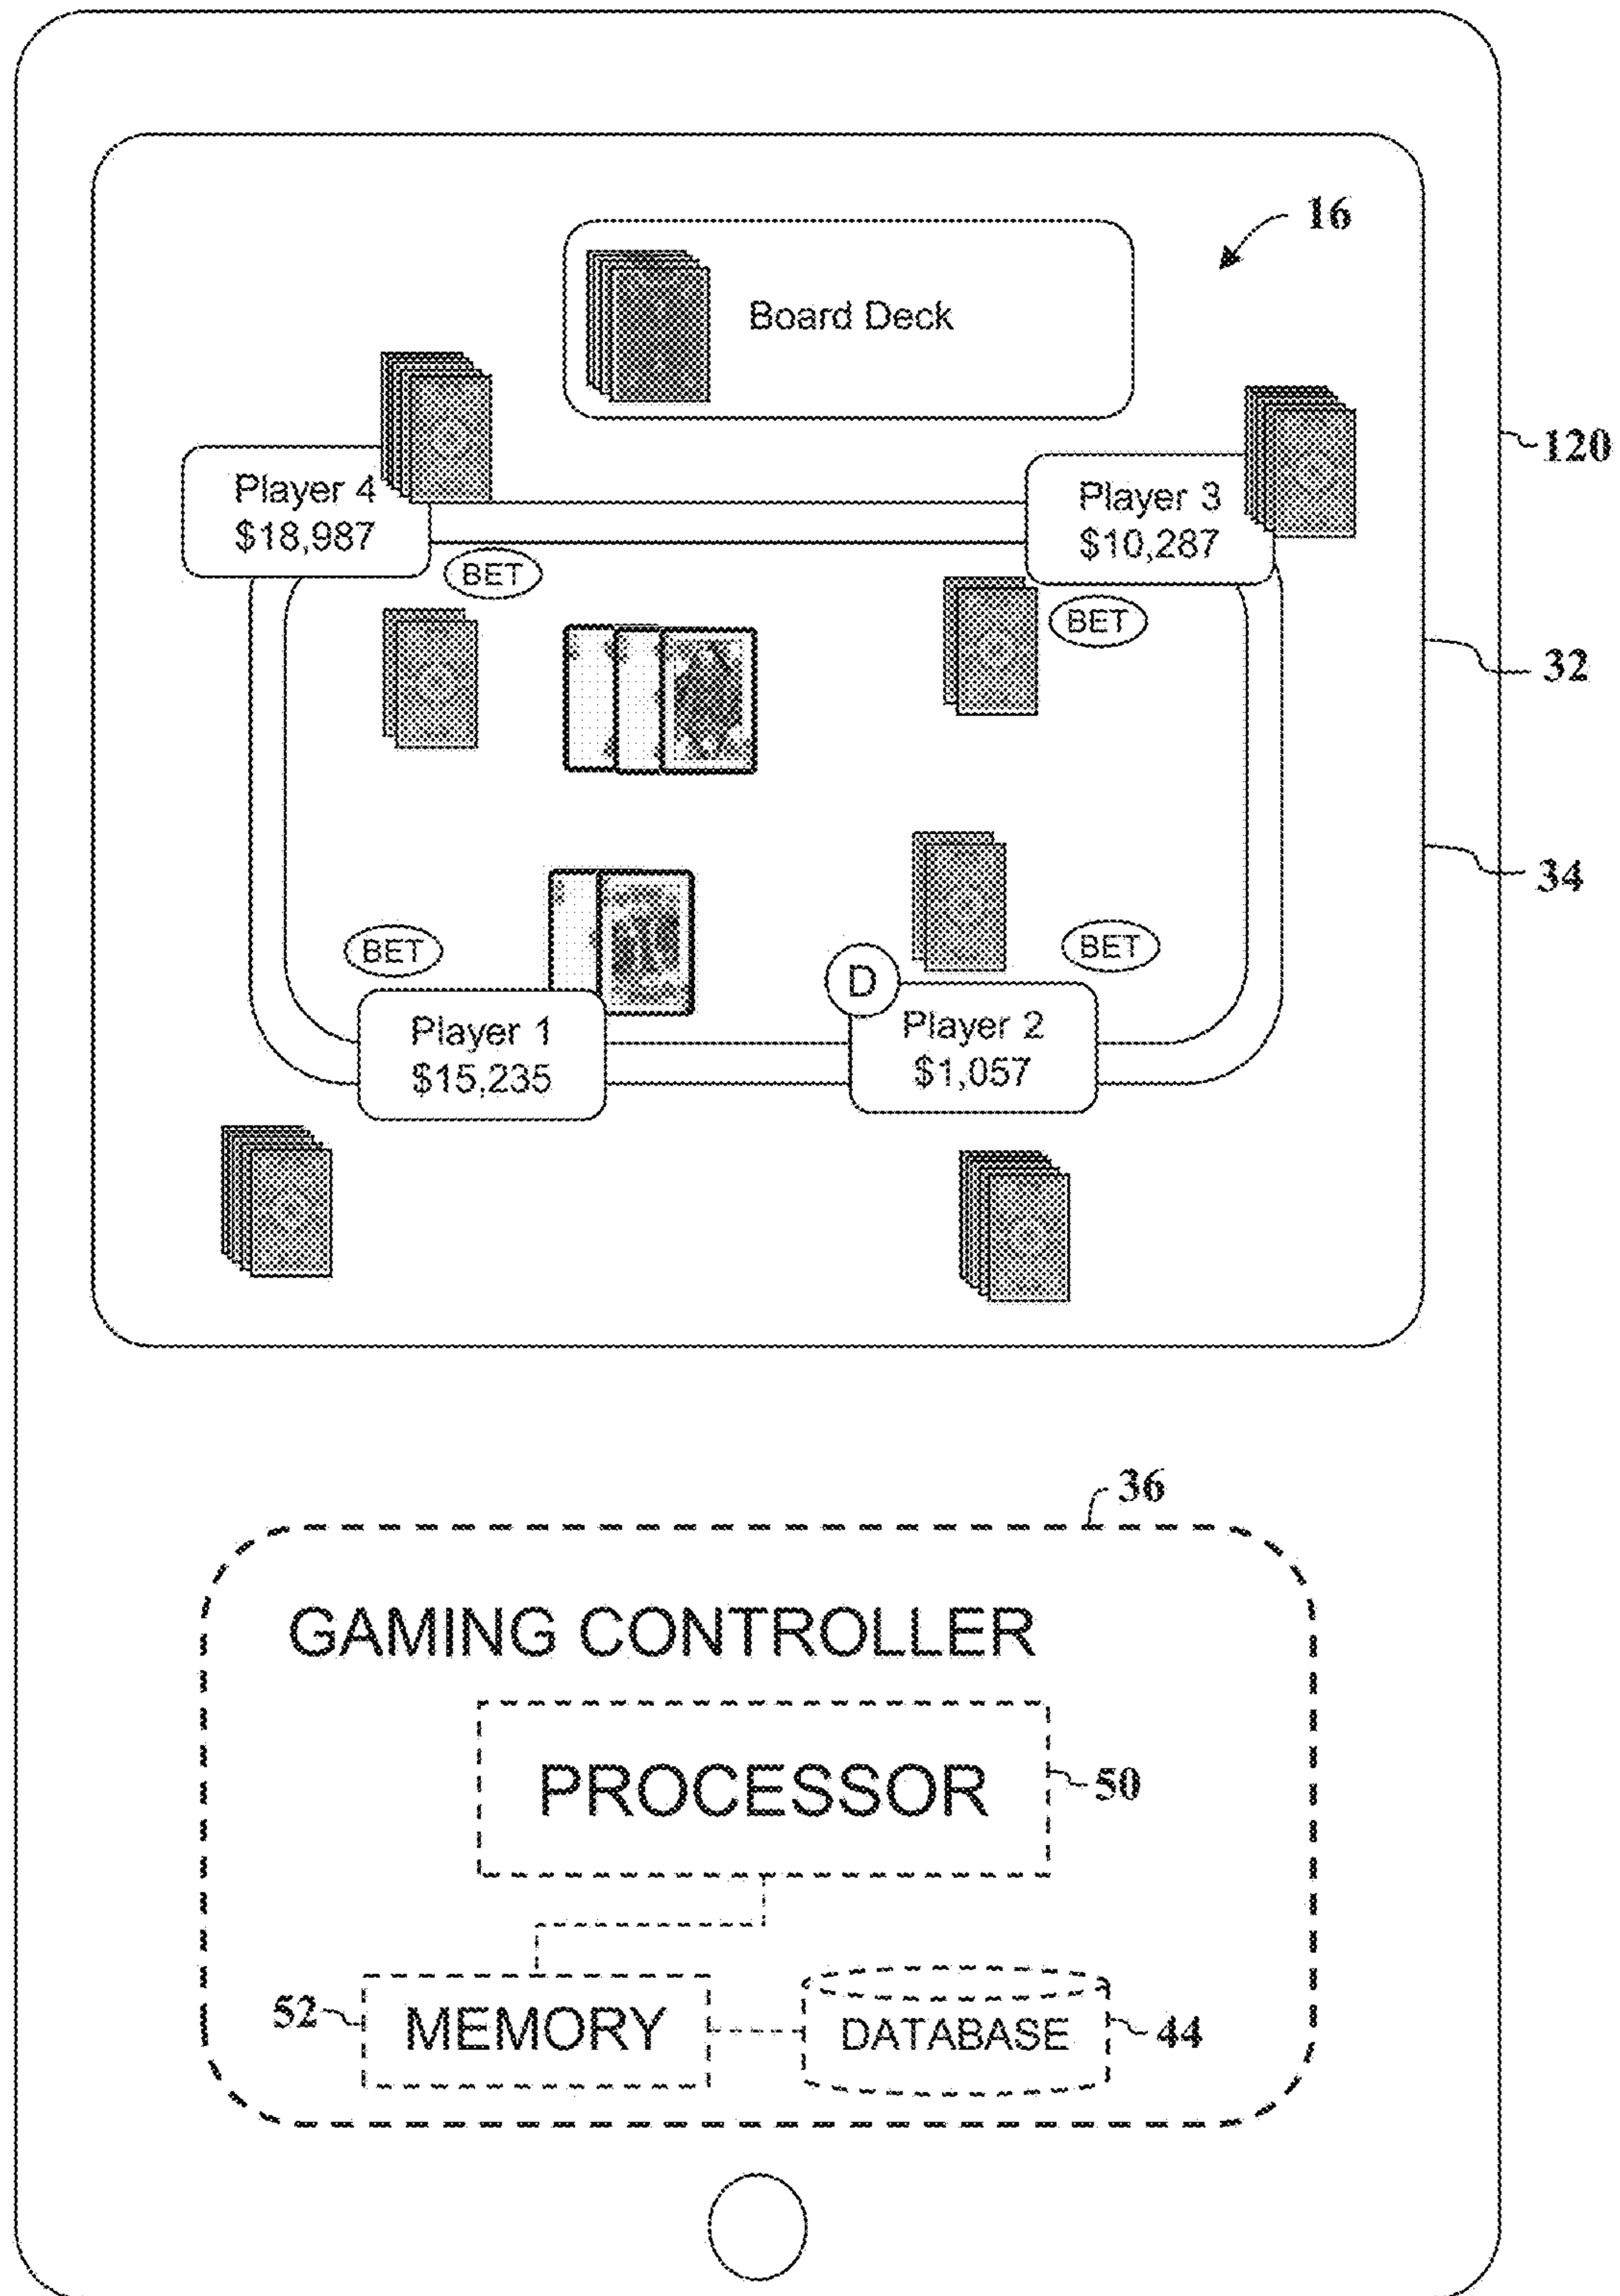 16
Board Deck
120
Player 4
$18,987
Player 3
$10,287
BET
BET
32
34
BET
BET
D
Player 1
$15,235
Player 2
$1,057
36
GAMING CONTROLLER
PROCESSOR
50
52
MEMORY
DATABASE
44